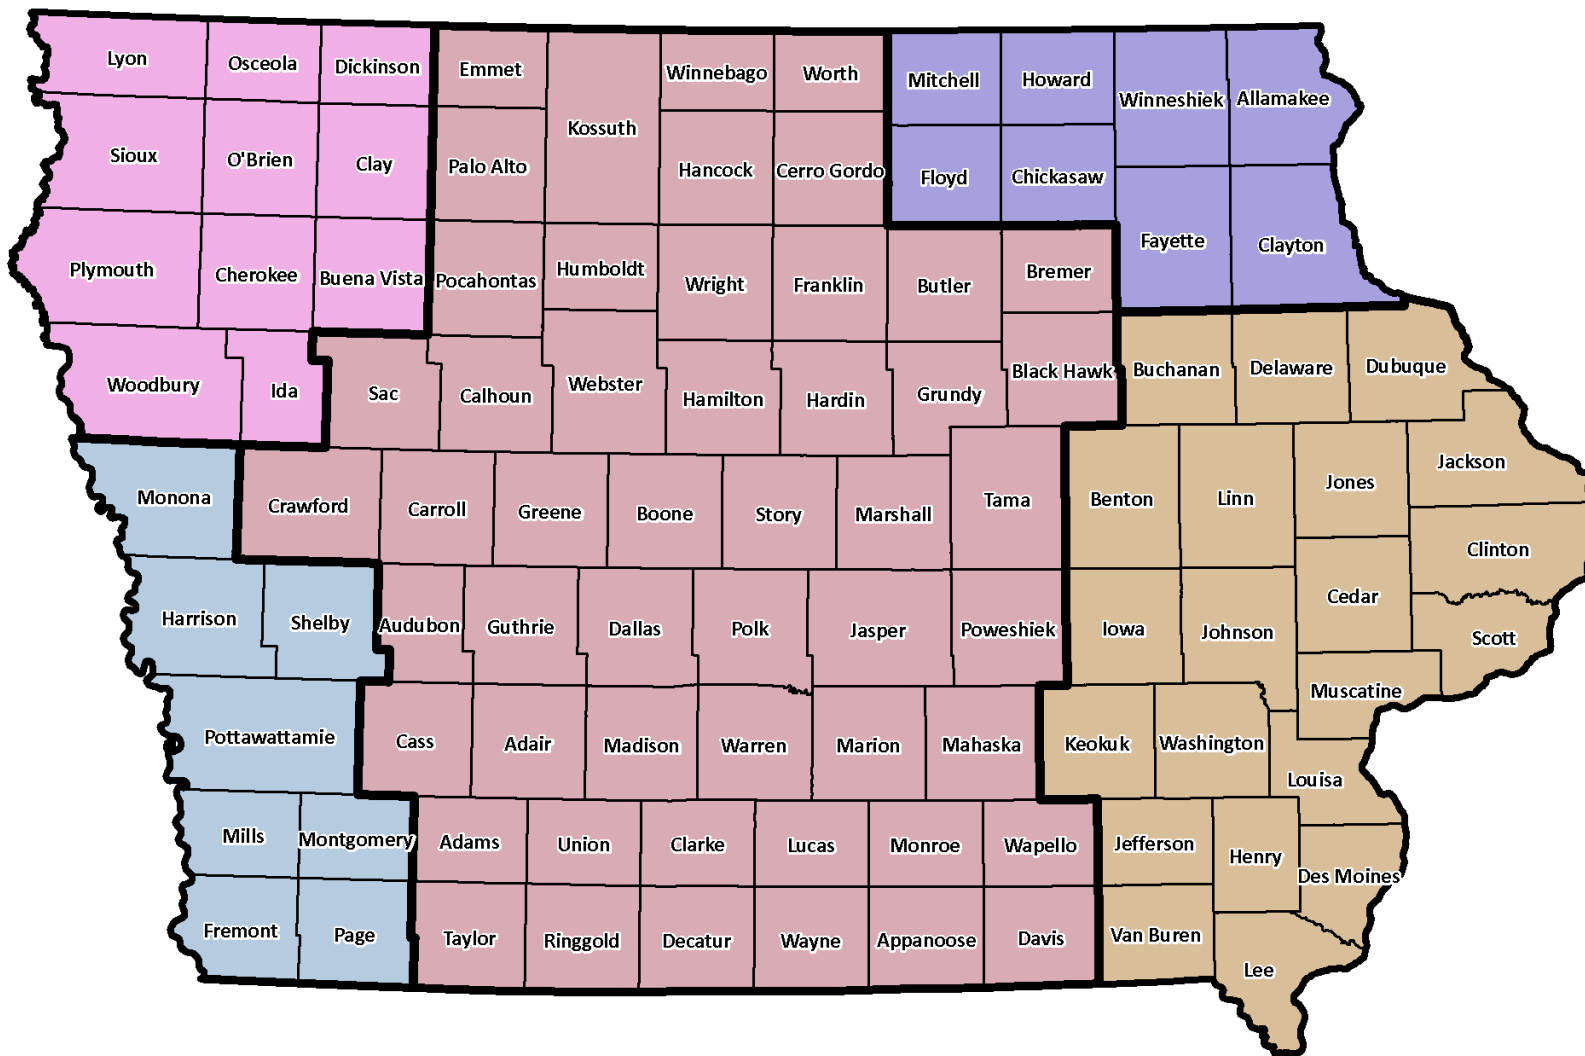 Lyon
Osceola
Dickinson
Emmet
Winnebago
Worth
Mitchell
Howard
Winneshiek
Allamakee
Kossuth
Sioux
O'Brien
Clay
Palo Alto
Hancock
Cerro Gordo
Floyd
Chickasaw
Fayette
Clayton
Plymouth
Cherokee
Buena Vista
Pocahontas
Humboldt
Wright
Franklin
Butler
Bremer
Woodbury
Ida
Sac
Calhoun
Webster
Hamilton
Hardin
Grundy
Black Hawk
Buchanan
Delaware
Dubuque
Monona
Crawford
Carroll
Greene
Boone
Story
Marshall
Tama
Benton
Linn
Jones
Jackson
Clinton
Harrison
Shelby
Audubon
Guthrie
Dallas
Polk
Jasper
Poweshiek
Iowa
Johnson
Cedar
Scott
Muscatine
Pottawattamie
Cass
Adair
Madison
Warren
Marion
Mahaska
Keokuk
Washington
Louisa
Mills
Montgomery
Adams
Union
Clarke
Lucas
Monroe
Wapello
Jefferson
Henry
Des Moines
Fremont
Page
Taylor
Ringgold
Decatur
Wayne
Appanoose
Davis
Van Buren
Lee